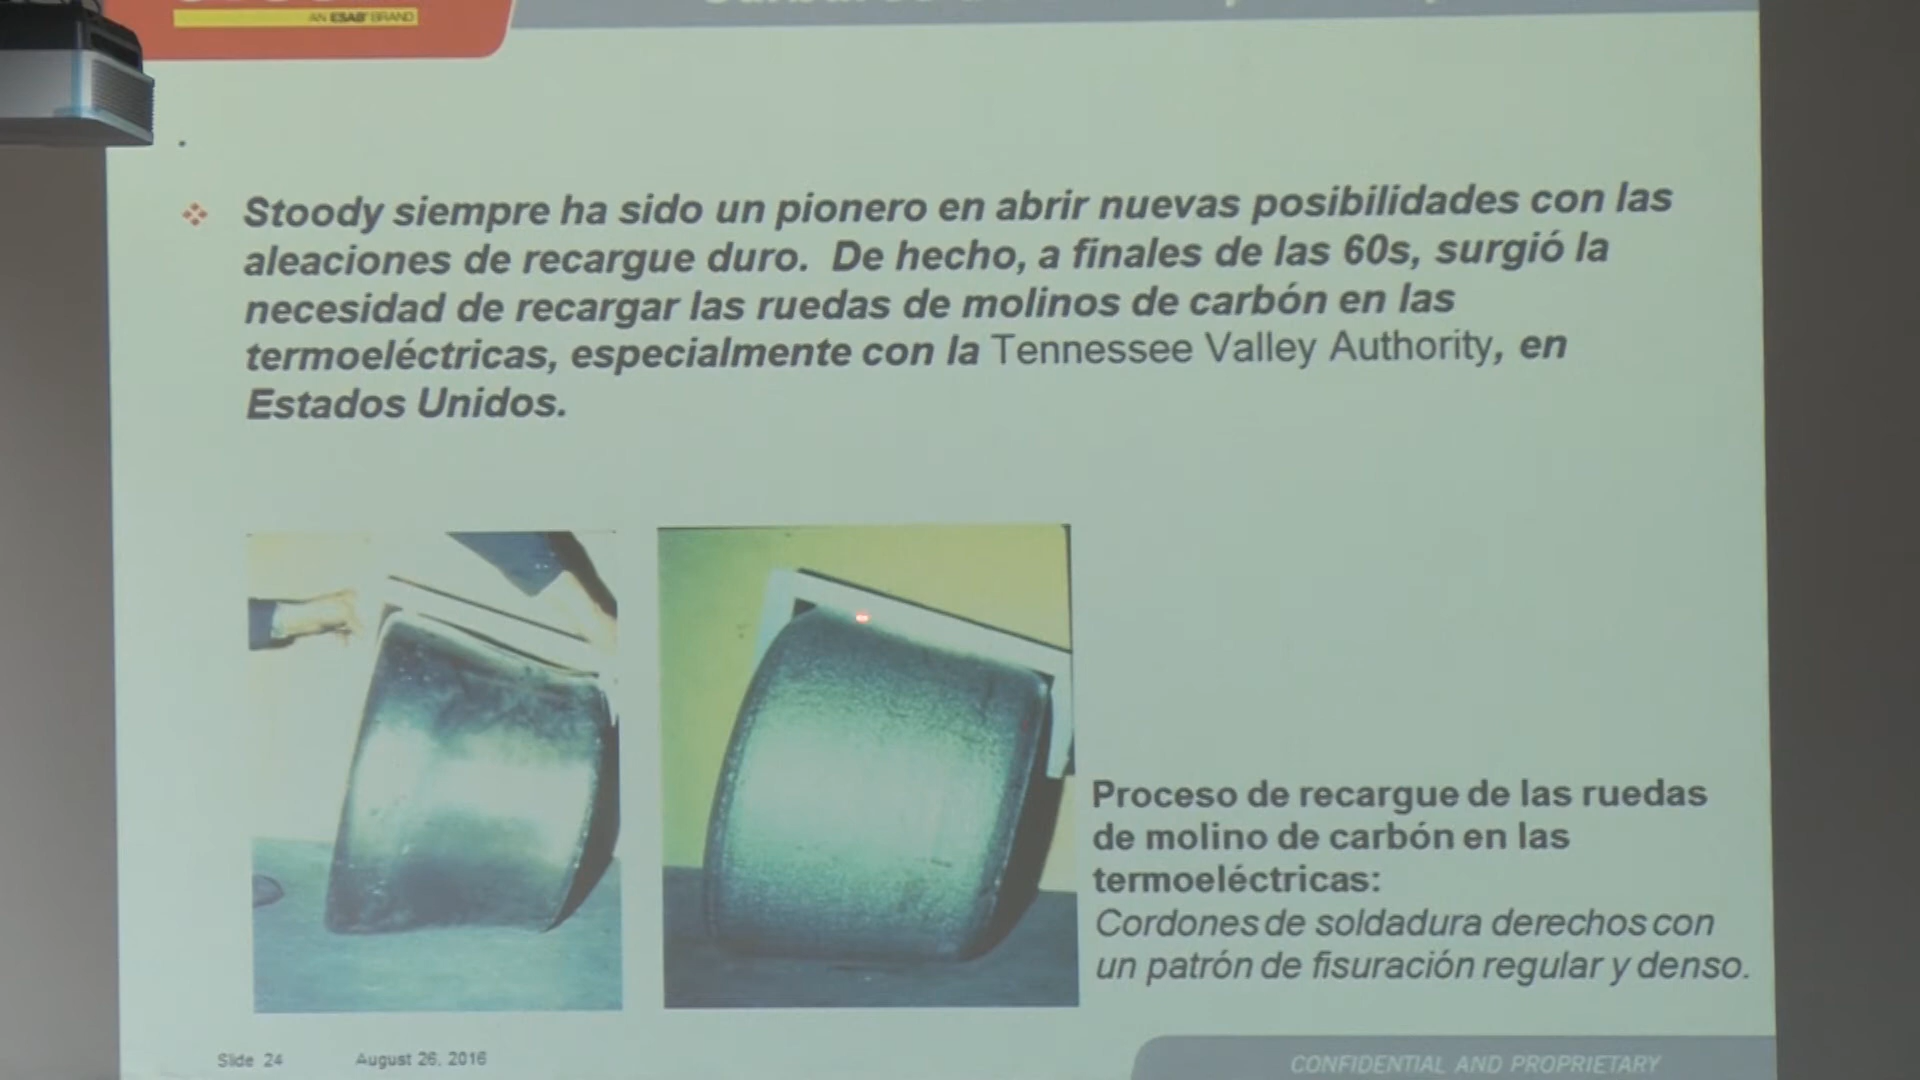 AN ESAB BRAND
Stoody siempre ha sido un pionero en abrir nuevas posibilidades con las
aleaciones de recargue duro. De hecho, a finales de las 60s, surgió la
necesidad de recargar las ruedas de molinos de carbón en las
termoeléctricas, especialmente con la Tennessee Valley Authority, en
Estados Unidos.
Proceso de recargue de las ruedas
de molino de carbón en las
termoeléctricas:
Cordones de soldadura derechos con
un patrón de fisuración regular y denso.
Slide 24 August 26, 2016
CONFIDENTIAL AND PROPRIETARY